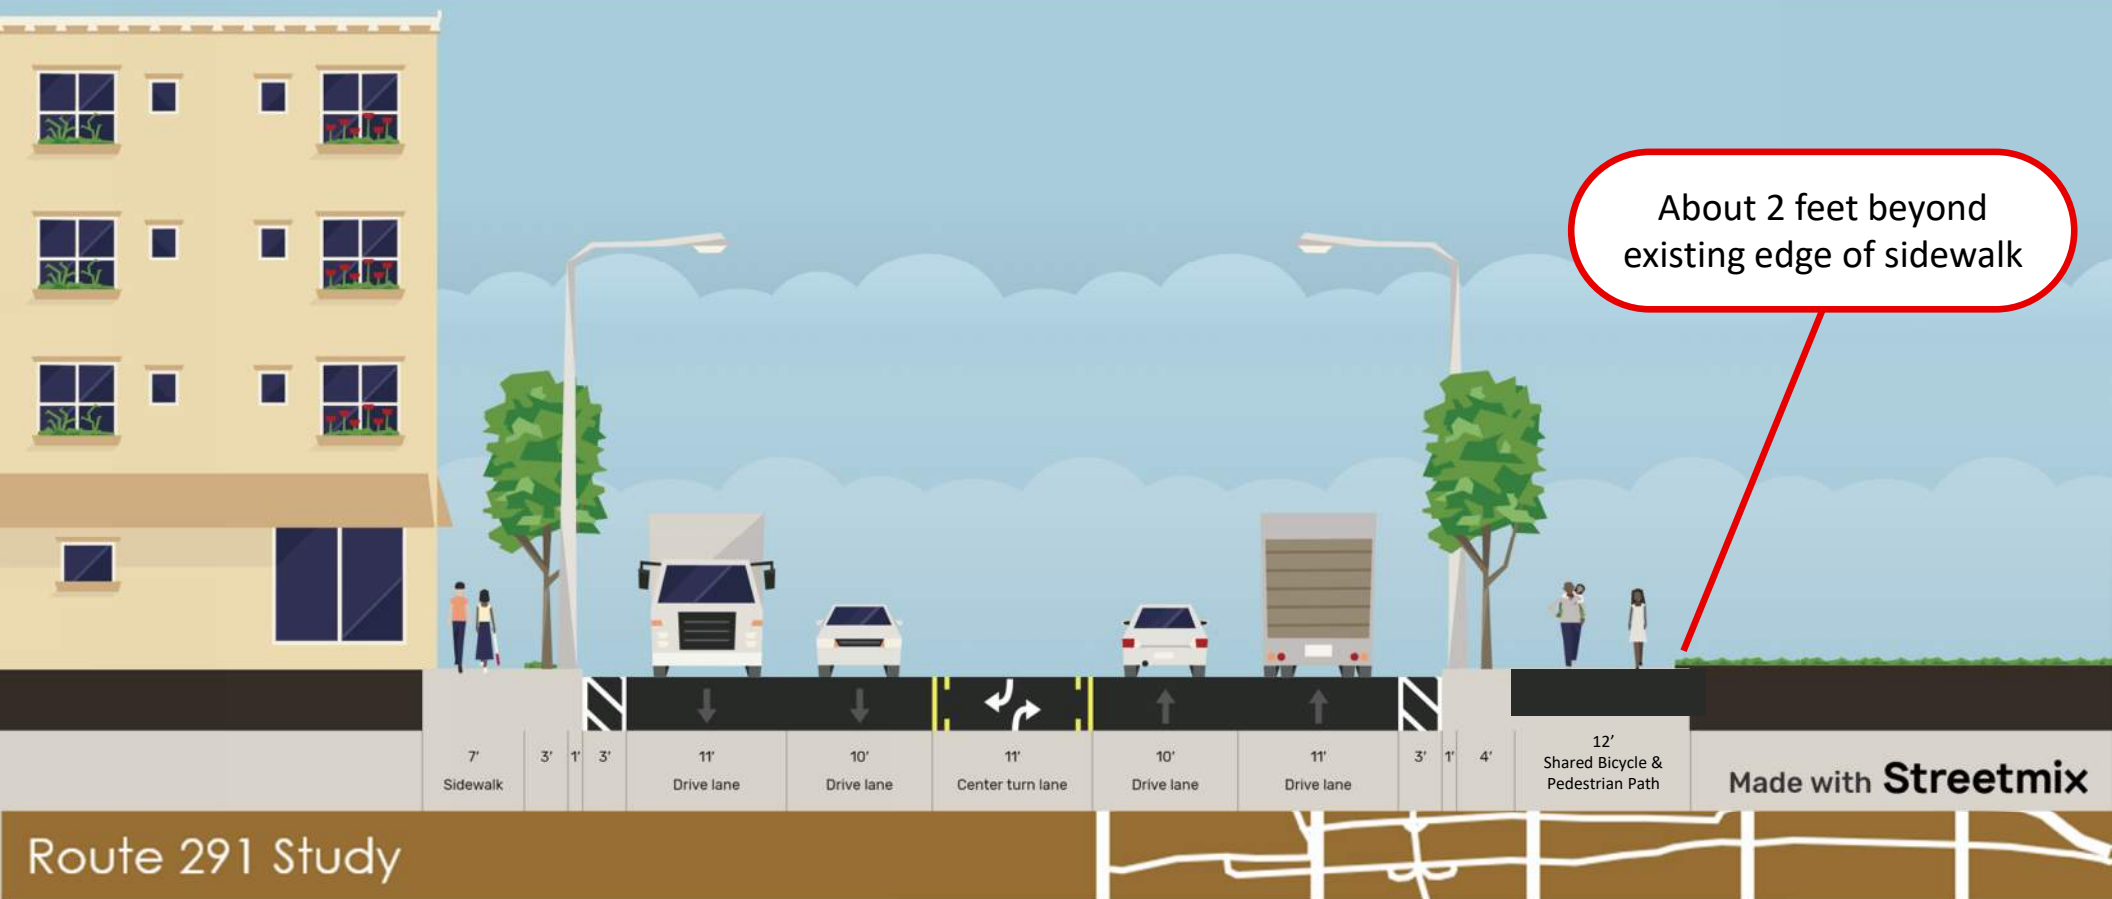 About 2 feet beyond
existing edge of sidewalk
7'
Sidewalk
3'
1'
3'
11'
Drive lane
10'
Drive lane
11'
Center turn lane
10'
Drive lane
11'
Drive lane
3'
1'
4'
12’
Shared Bicycle &
Pedestrian Path
Made with Streetmix
Route 291 Study